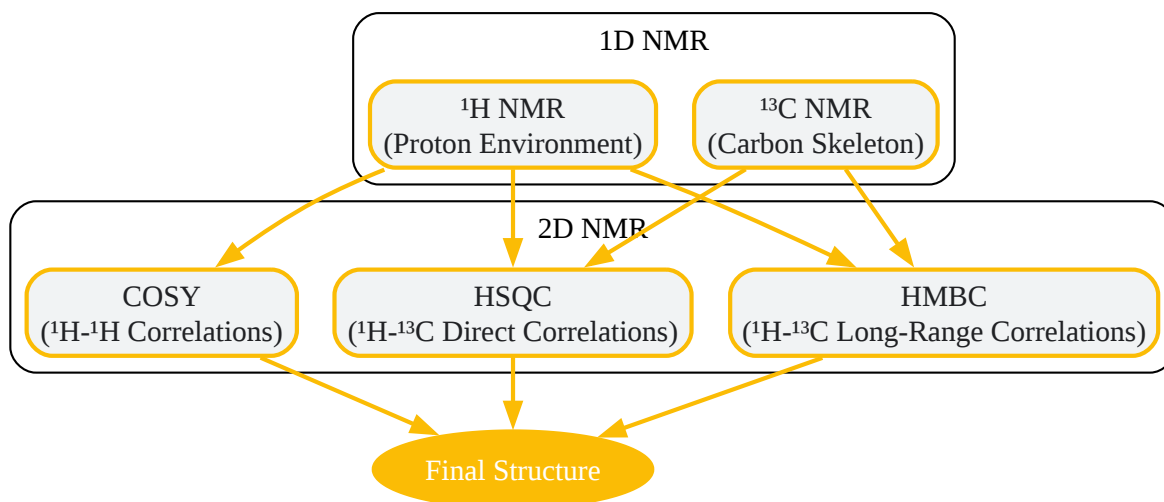 1D NMR
¹H NMR
(Proton Environment)
¹³C NMR
(Carbon Skeleton)
2D NMR
COSY
(¹H-¹H Correlations)
HSQC
(¹H-¹³C Direct Correlations)
HMBC
(¹H-¹³C Long-Range Correlations)
Final Structure